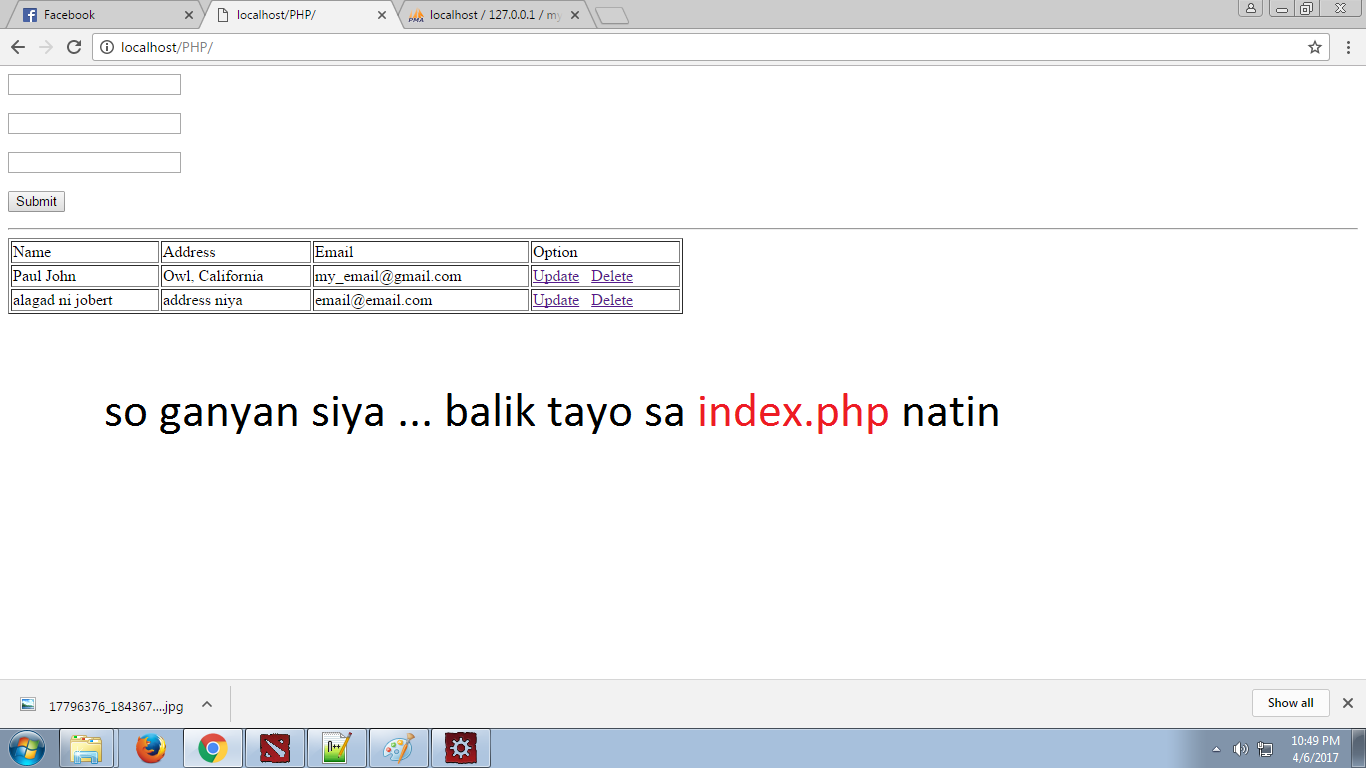 Facebook
localhost/PHP/
localhost / 127.0.0.1 / my
localhost/PHP/
Submit
Name Address Email Option
Paul John Owl, California my_email@gmail.com Update Delete
alagad ni jobert address niya email@email.com Update Delete
so ganyan siya ... balik tayo sa index.php natin
17796376_184367....jpg
Show all
10:49 PM
4/6/2017